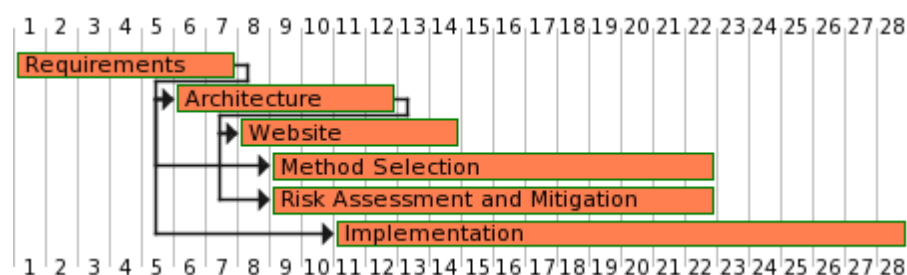 1 2 3 4 5 6 7 8 9 10 11 12 13 14 15 16 17 18 19 20 21 22 23 24 25 26 27 28
Requirements
Architecture
Website
Method Selection
Risk Assessment and Mitigation
Implementation
1 2 3 4 5 6 7 8 9 10 11 12 13 14 15 16 17 18 19 20 21 22 23 24 25 26 27 28